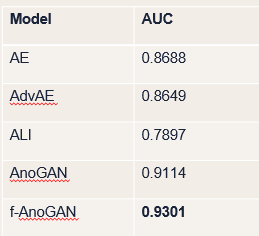 Model AUC
AE 0.8688
AdvAE 0.8649
ALI 0.7897
AnoGAN 0.9114
f-AnoGAN 0.9301